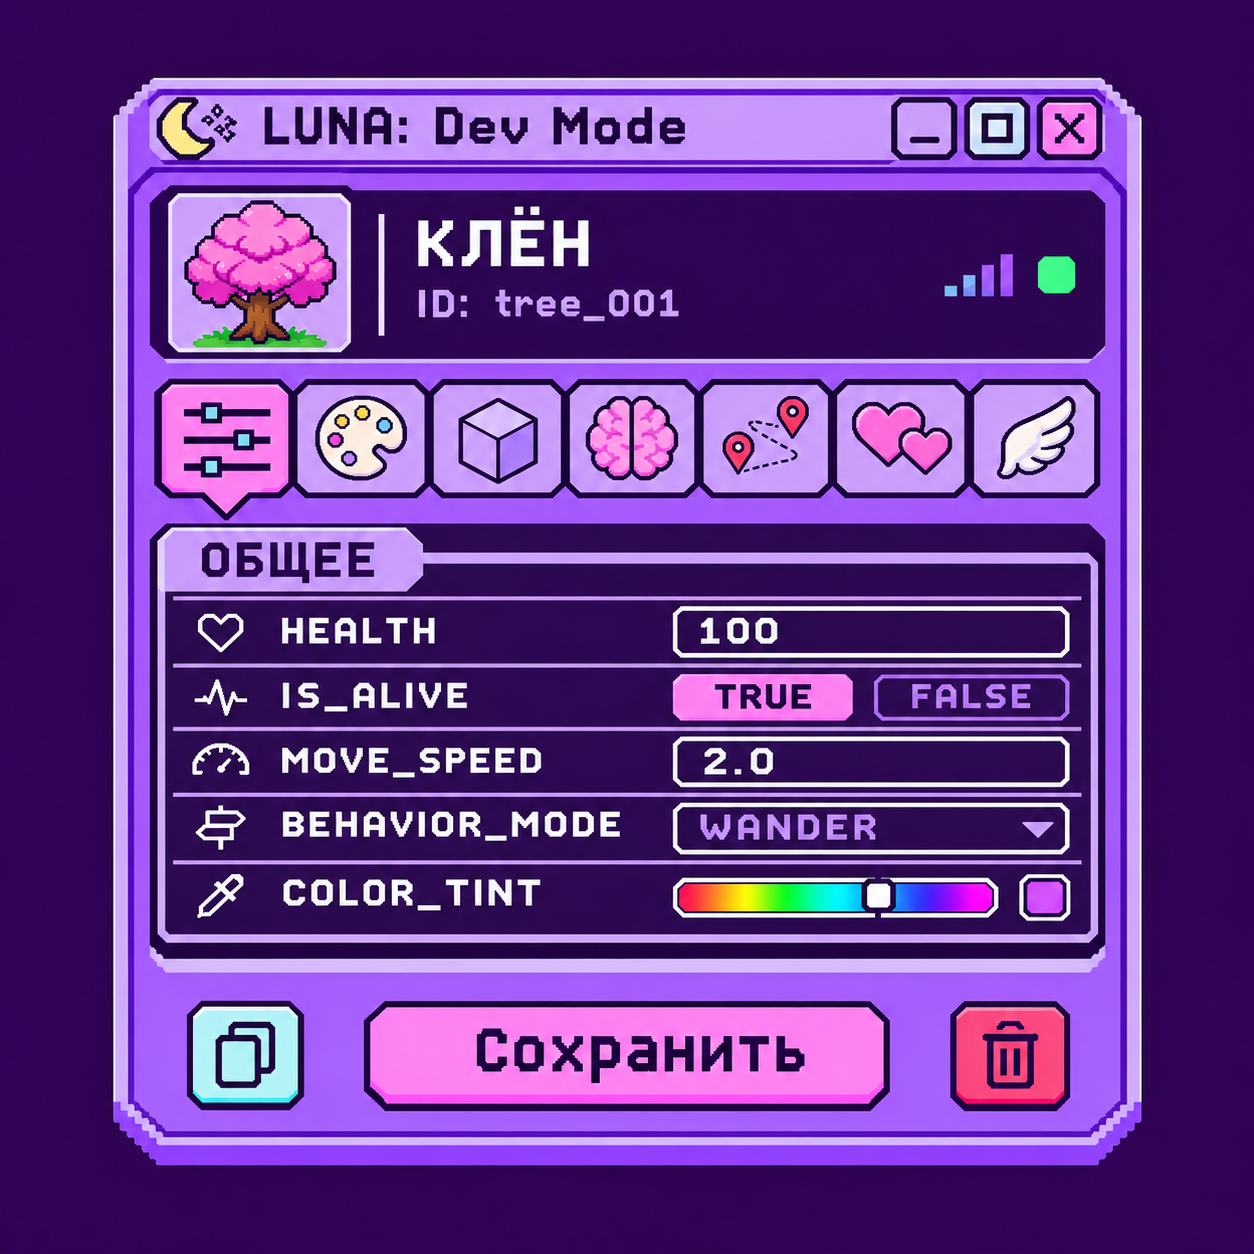 LUNA: Dev Mode
КЛЁН
ID: tree_001
ОБЩЕЕ
HEALTH 100
IS_ALIVE TRUE FALSE
MOVE_SPEED 2.0
BEHAVIOR_MODE WANDER
COLOR_TINT
Сохранить